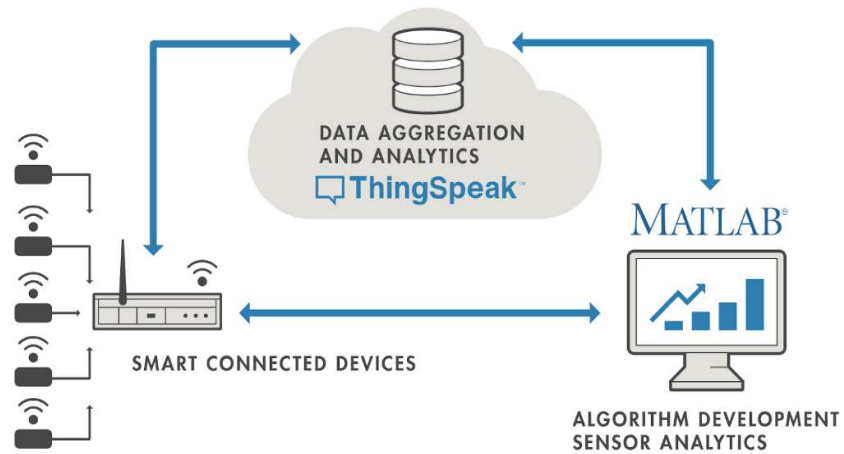 DATA AGGREGATION
AND ANALYTICS
ThingSpeak™
MATLAB®
SMART CONNECTED DEVICES
ALGORITHM DEVELOPMENT
SENSOR ANALYTICS